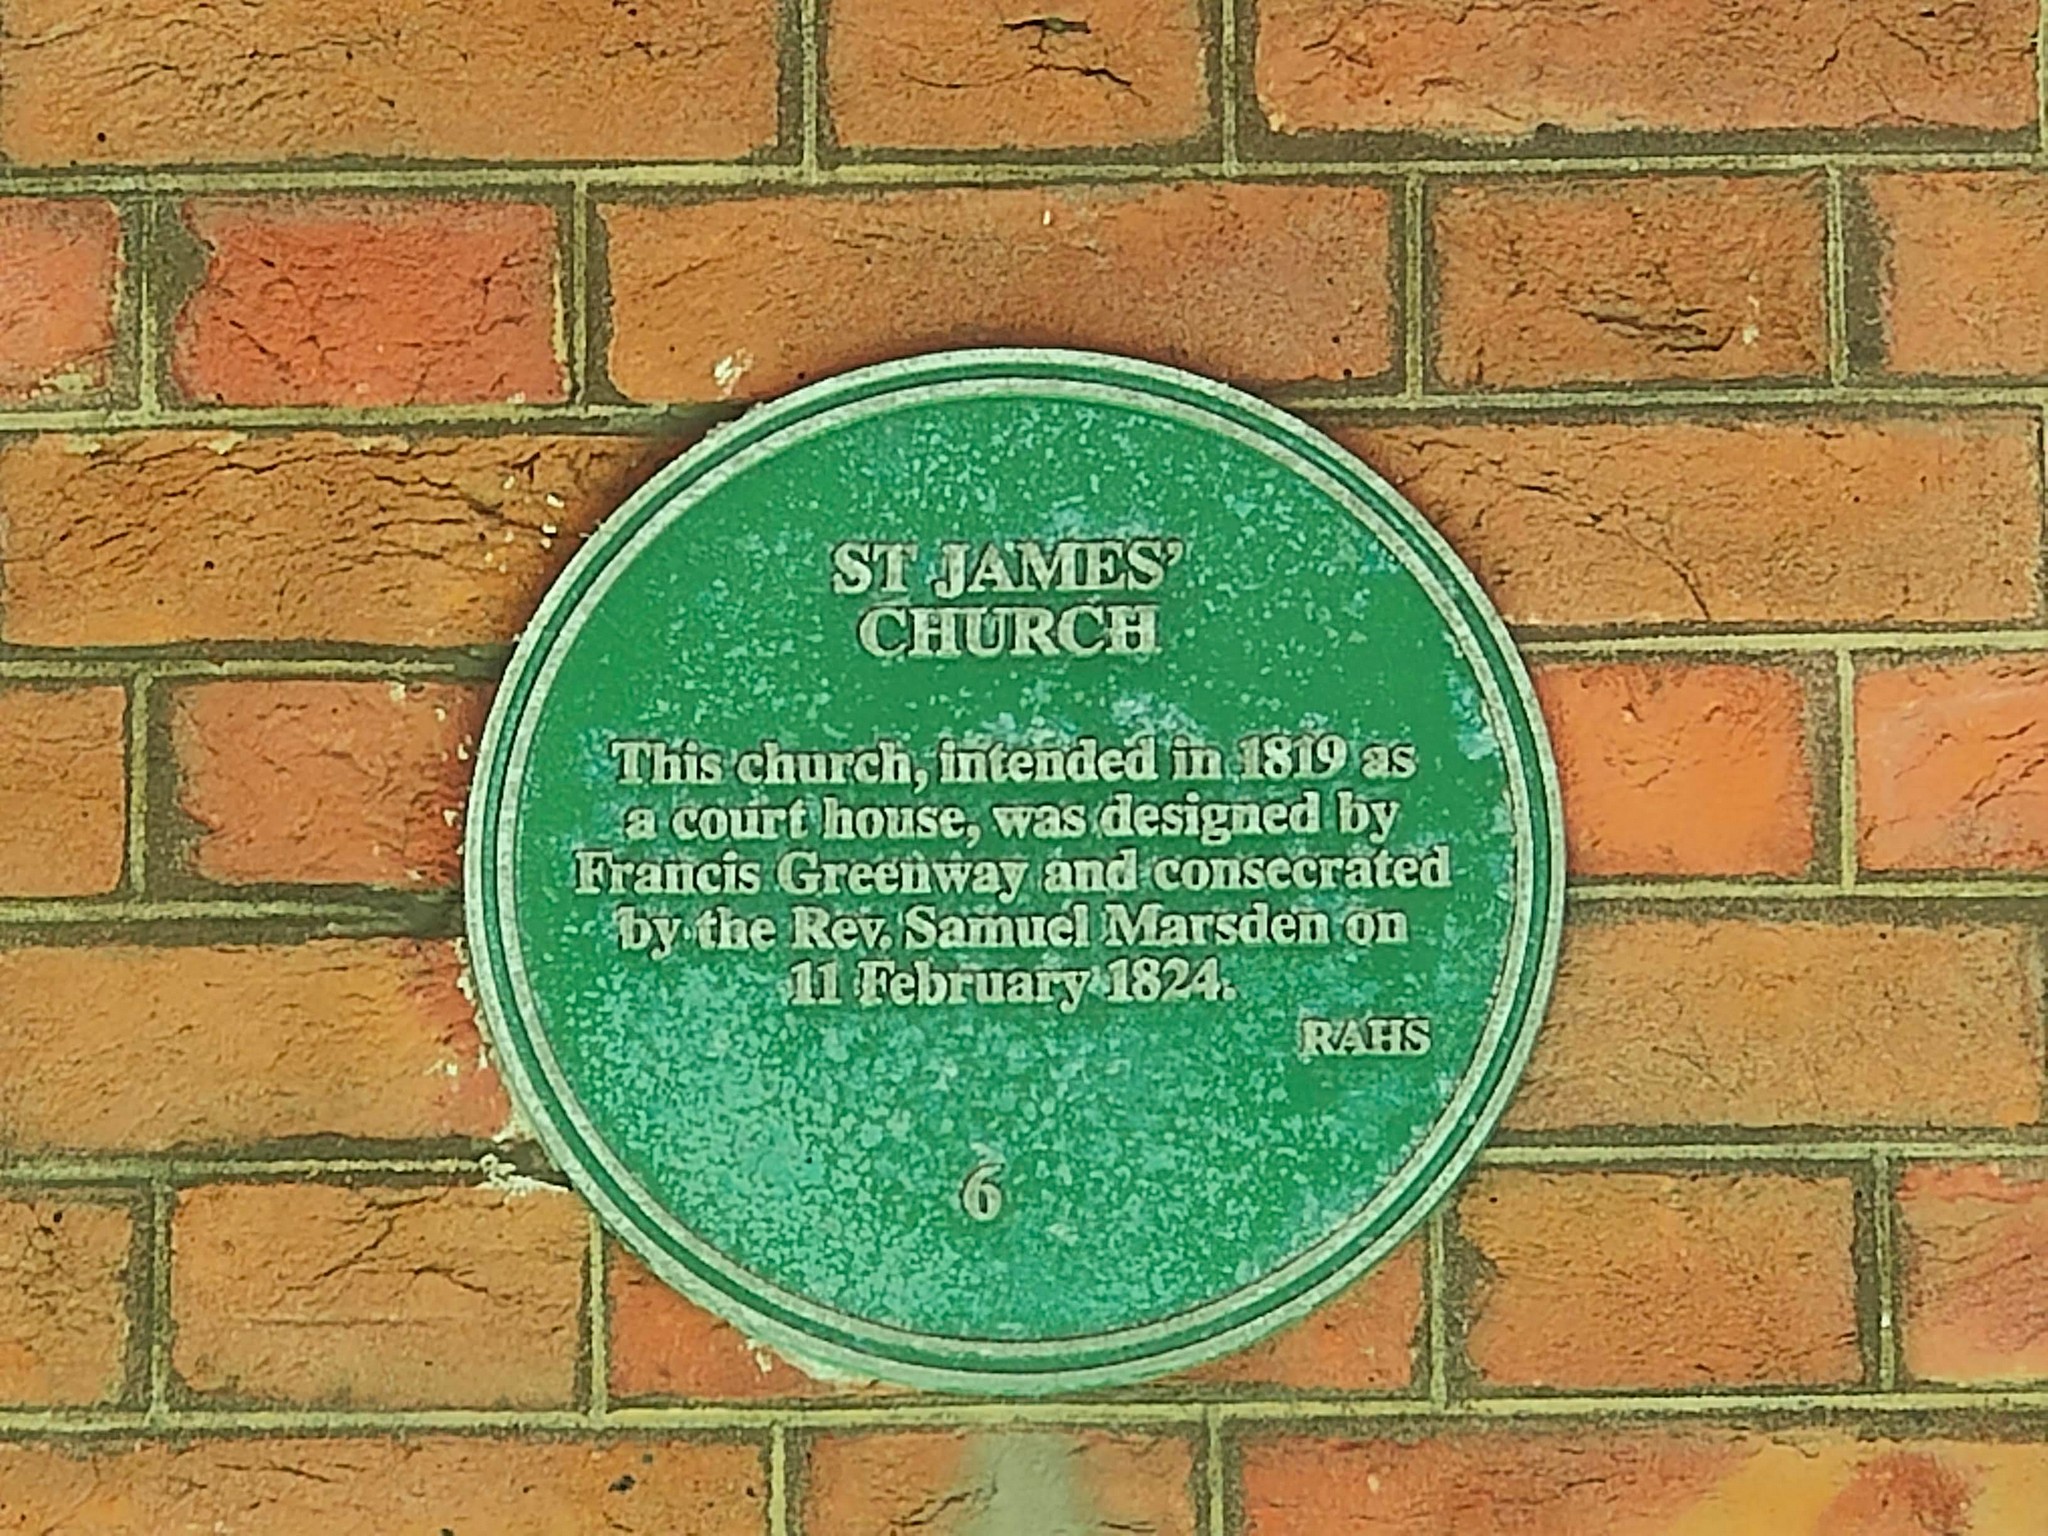 ST JAMES'
CHURCH
This church, intended in 1819 as
a court house, was designed by
Francis Greenway and consecrated
by the Rev. Samuel Marsden on
11 February 1824.
RAHS
6